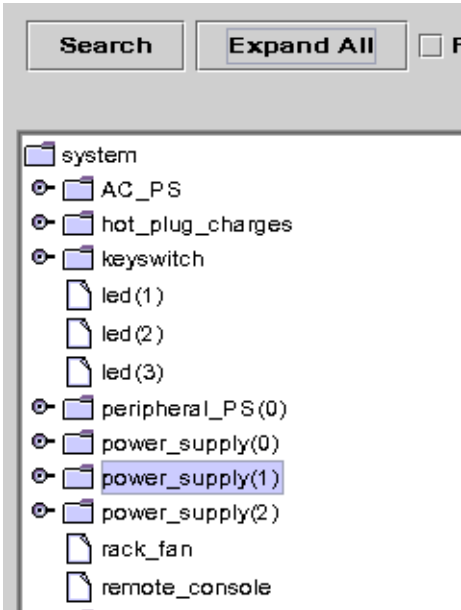 Search Expand All
system
AC_PS
hot_plug_charges
keyswitch
led(1)
led(2)
led(3)
peripheral_PS(0)
power_supply(0)
power_supply(1)
power_supply(2)
rack_fan
remote_console